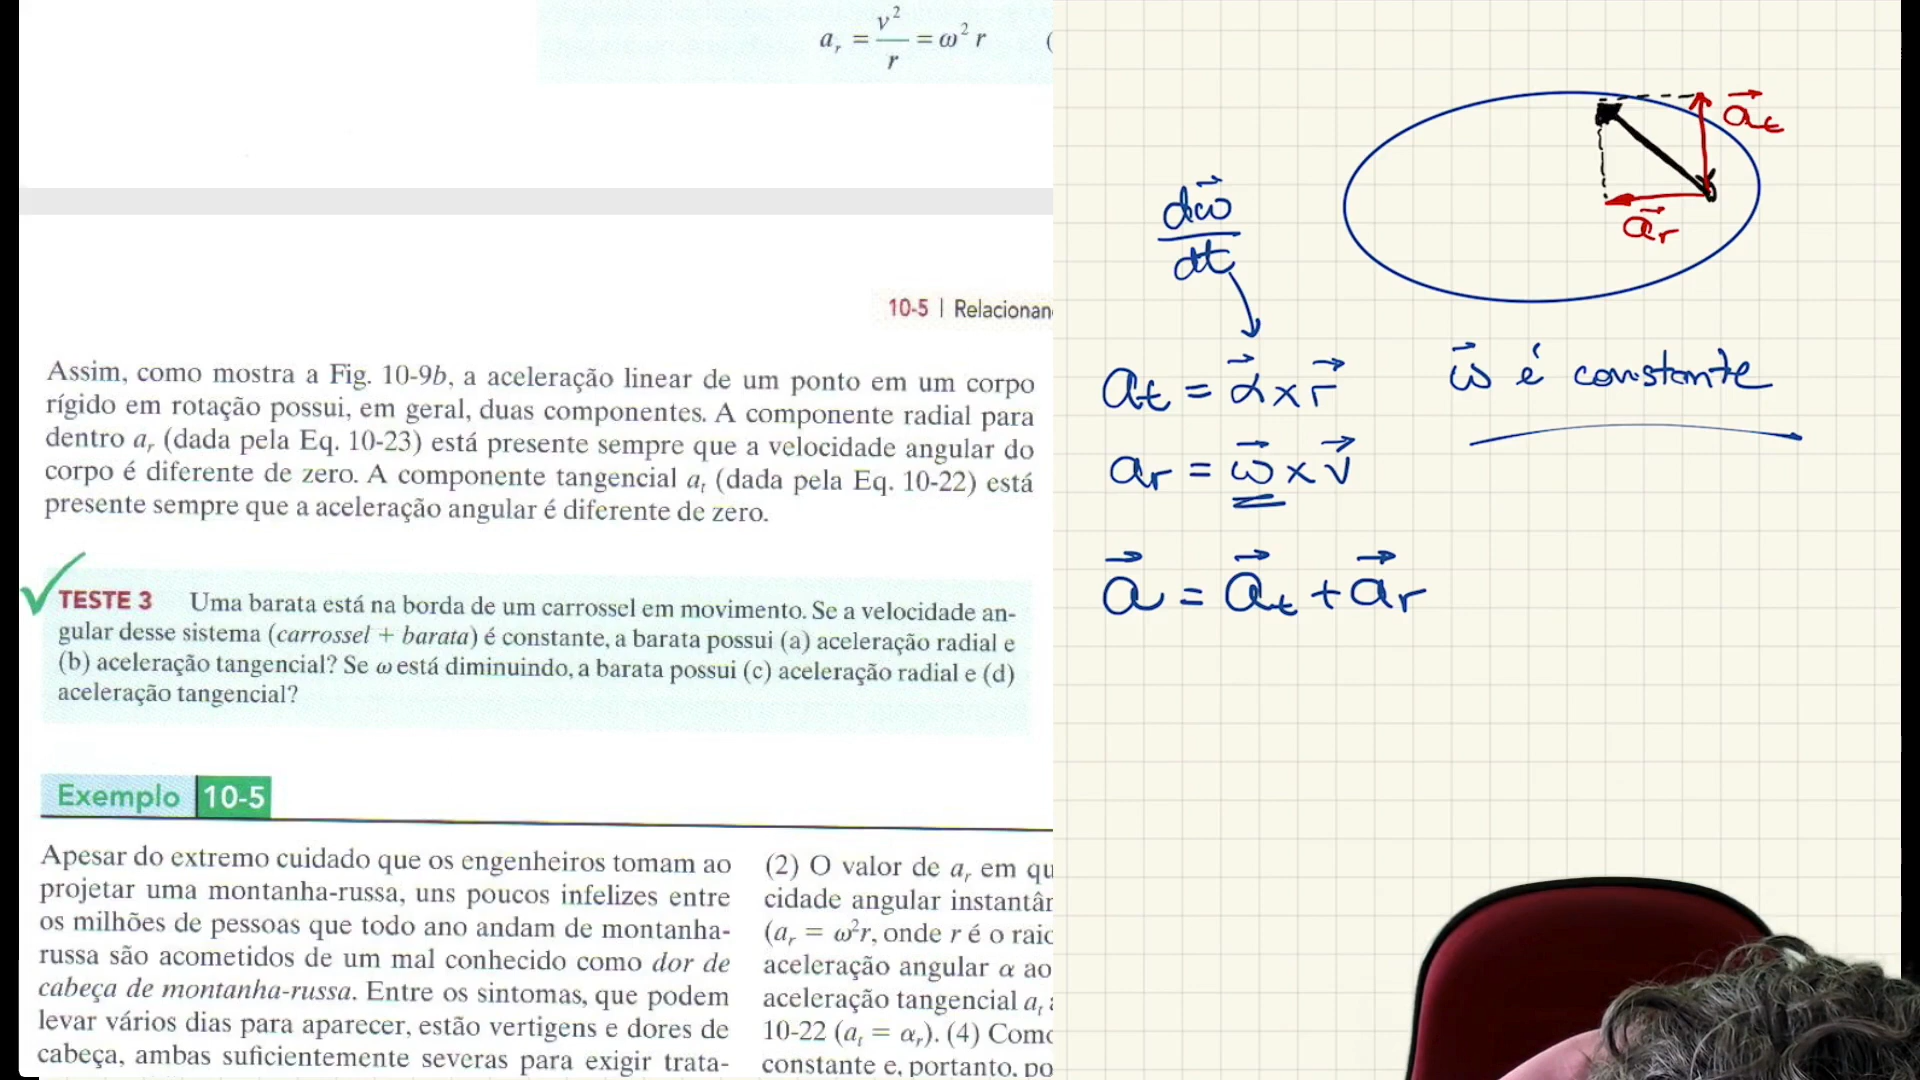 a_r = v²/r = ω² r (
10-5 | Relacionan
Assim, como mostra a Fig. 10-9b, a aceleração linear de um ponto em um corpo
rígido em rotação possui, em geral, duas componentes. A componente radial para
dentro a_r (dada pela Eq. 10-23) está presente sempre que a velocidade angular do
corpo é diferente de zero. A componente tangencial a_t (dada pela Eq. 10-22) está
presente sempre que a aceleração angular é diferente de zero.
TESTE 3 Uma barata está na borda de um carrossel em movimento. Se a velocidade an-
gular desse sistema (carrossel + barata) é constante, a barata possui (a) aceleração radial e
(b) aceleração tangencial? Se ω está diminuindo, a barata possui (c) aceleração radial e (d)
aceleração tangencial?
Exemplo 10-5
Apesar do extremo cuidado que os engenheiros tomam ao
projetar uma montanha-russa, uns poucos infelizes entre
os milhões de pessoas que todo ano andam de montanha-
russa são acometidos de um mal conhecido como dor de
cabeça de montanha-russa. Entre os sintomas, que podem
levar vários dias para aparecer, estão vertigens e dores de
cabeça, ambas suficientemente severas para exigir trata-
(2) O valor de a_r em qu
cidade angular instantân
(a_r = ω²r, onde r é o raio
aceleração angular α ao
aceleração tangencial a_t
10-22 (a_t = α_r). (4) Como
constante e, portanto, po
a⃗_t
a⃗_r
dω⃗
dt
a_t = α⃗ × r⃗
ω⃗ é constante
a_r = ω⃗ × v⃗
a⃗ = a⃗_t + a⃗_r